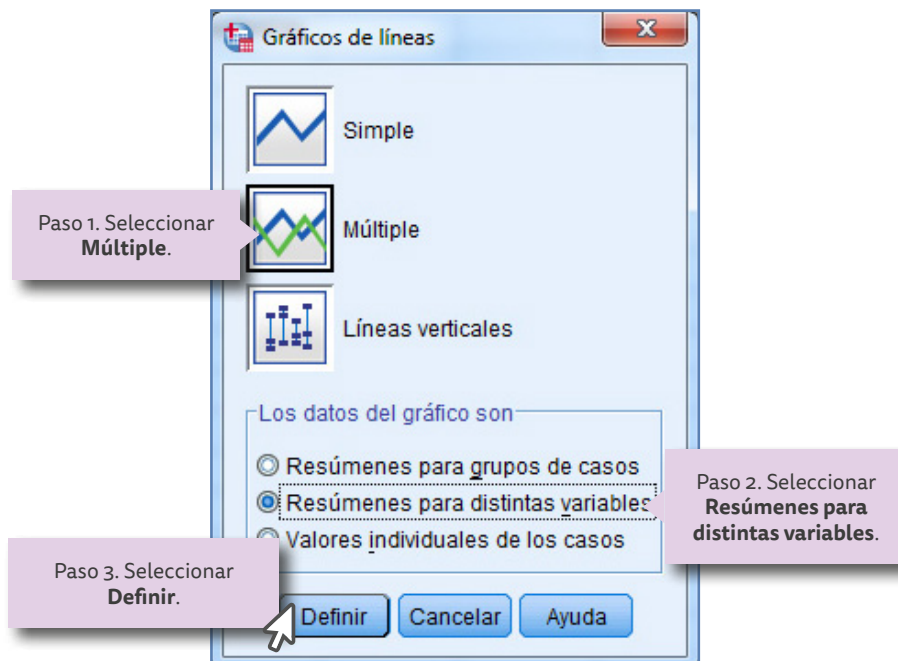 Gráficos de líneas
Simple
Paso 1. Seleccionar
Múltiple.
Múltiple
Líneas verticales
Los datos del gráfico son
Resúmenes para grupos de casos
Resúmenes para distintas variables
Paso 2. Seleccionar
Resúmenes para
distintas variables.
Valores individuales de los casos
Paso 3. Seleccionar
Definir.
Definir
Cancelar
Ayuda